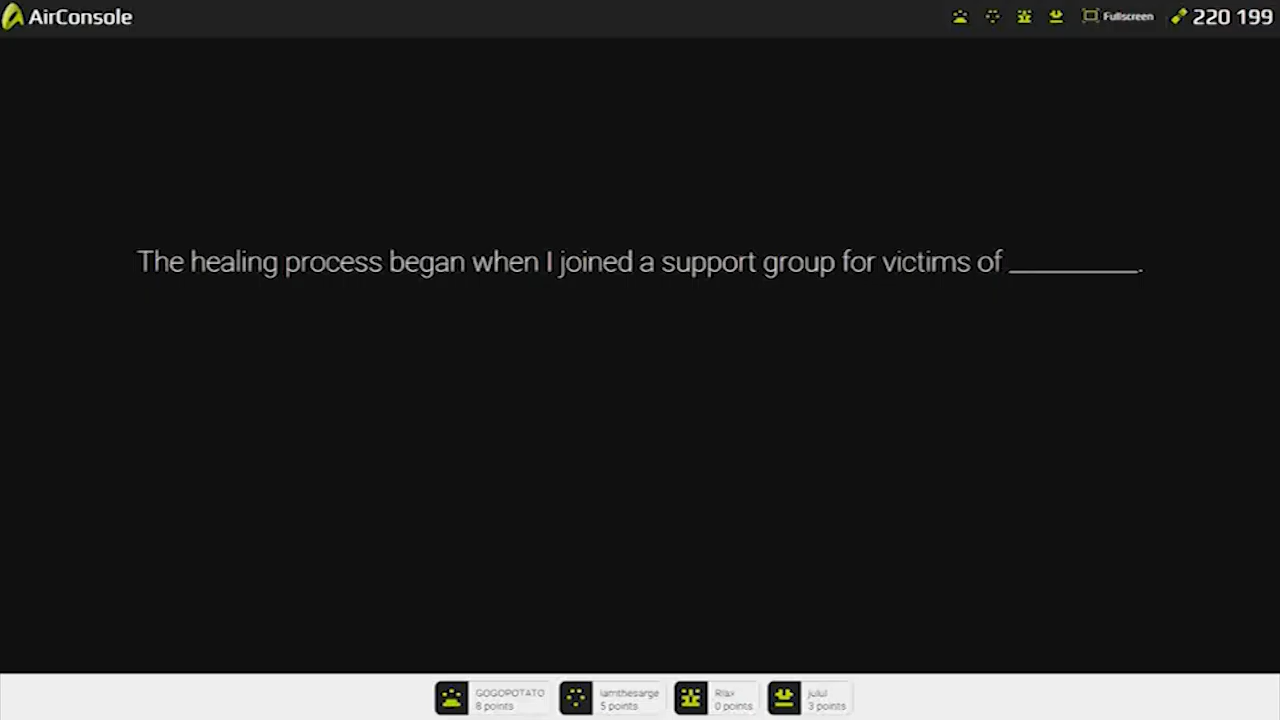 AirConsole
Fullscreen
220 199
The healing process began when I joined a support group for victims of __________.
GOGOPOTATO
8 points
Iamthesarge
5 points
Rlax
0 points
julul
3 points